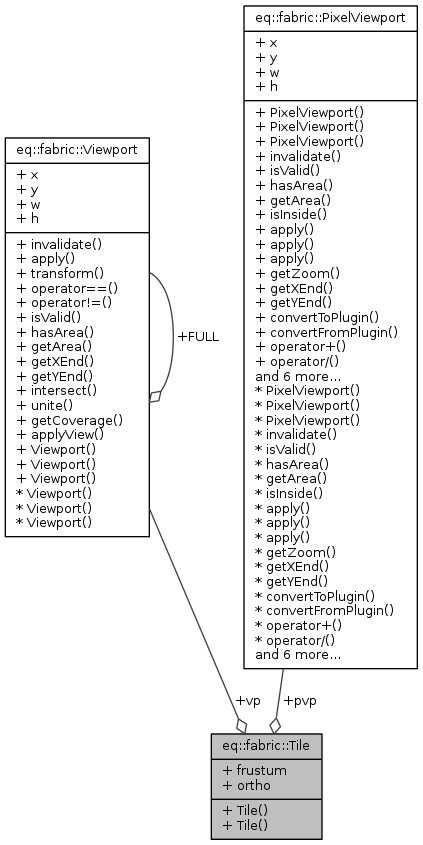 eq::fabric::PixelViewport
+ x
+ y
+ w
+ h
+ PixelViewport()
+ PixelViewport()
+ PixelViewport()
+ invalidate()
+ isValid()
+ hasArea()
+ getArea()
+ isInside()
+ apply()
+ apply()
+ apply()
+ getZoom()
+ getXEnd()
+ getYEnd()
+ convertToPlugin()
+ convertFromPlugin()
+ operator+()
+ operator/()
and 6 more...
* PixelViewport()
* PixelViewport()
* PixelViewport()
* invalidate()
* isValid()
* hasArea()
* getArea()
* isInside()
* apply()
* apply()
* apply()
* getZoom()
* getXEnd()
* getYEnd()
* convertToPlugin()
* convertFromPlugin()
* operator+()
* operator/()
and 6 more...
eq::fabric::Viewport
+ x
+ y
+ w
+ h
+ invalidate()
+ apply()
+ transform()
+ operator==()
+ operator!=()
+ isValid()
+ hasArea()
+ getArea()
+ getXEnd()
+ getYEnd()
+ intersect()
+ unite()
+ getCoverage()
+ applyView()
+ Viewport()
+ Viewport()
+ Viewport()
* Viewport()
* Viewport()
* Viewport()
+FULL
+vp
+pvp
eq::fabric::Tile
+ frustum
+ ortho
+ Tile()
+ Tile()